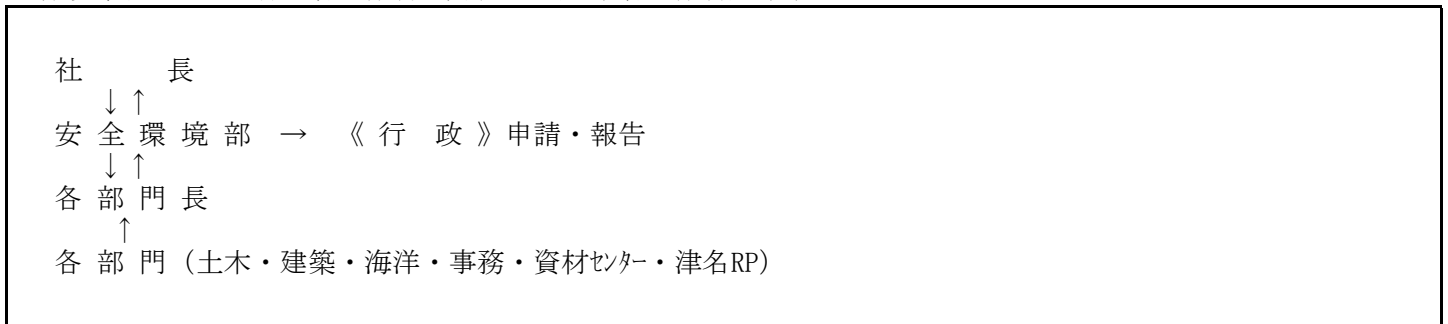 社　　長
↓↑
安 全 環 境 部 → 《 行 政 》申請・報告
↓↑
各 部 門 長
↑
各 部 門 (土木・建築・海洋・事務・資材ｾﾝﾀｰ・津名RP)